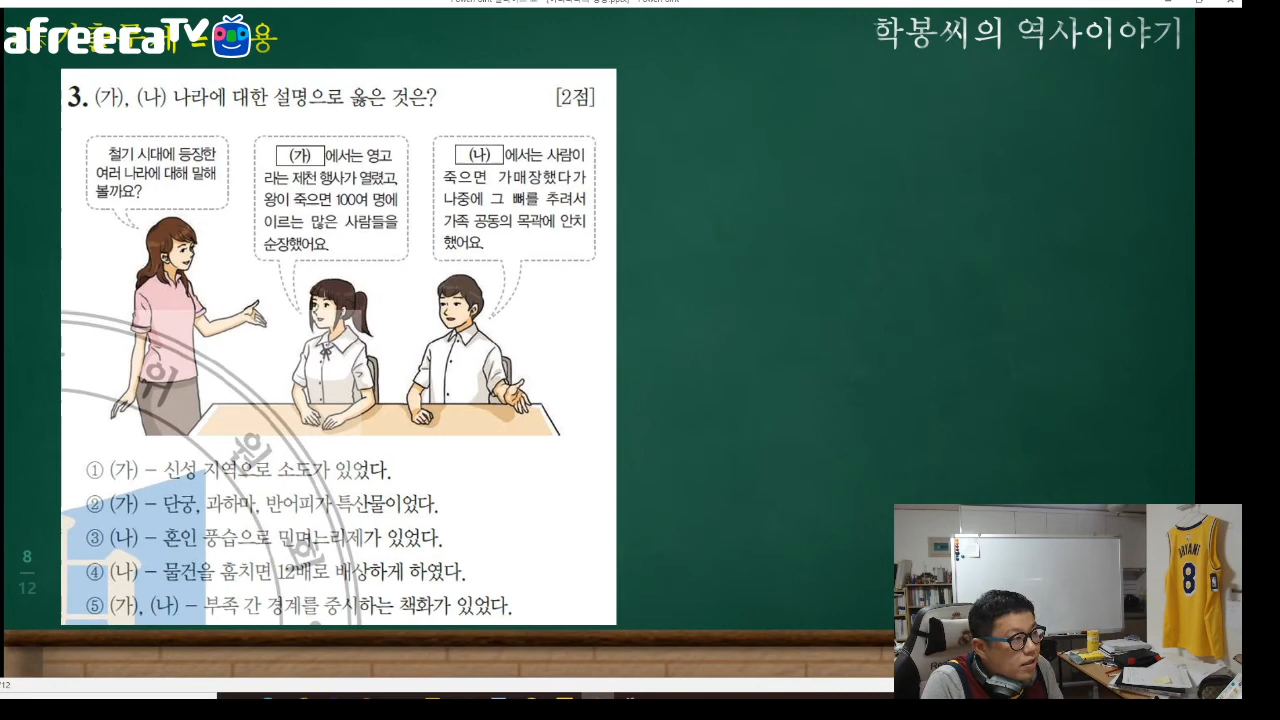 afreecaTV
용
학봉씨의 역사이야기
3. (가), (나) 나라에 대한 설명으로 옳은 것은? [2점]
철기 시대에 등장한
여러 나라에 대해 말해
볼까요?
(가) 에서는 영고
라는 제천 행사가 열렸고,
왕이 죽으면 100여 명에
이르는 많은 사람들을
순장했어요.
(나) 에서는 사람이
죽으면 가매장했다가
나중에 그 뼈를 추려서
가족 공동의 목곽에 안치
했어요.
① (가) - 신성 지역으로 소도가 있었다.
② (가) - 단궁, 과하마, 반어피가 특산물이었다.
③ (나) - 혼인 풍습으로 민며느리제가 있었다.
④ (나) - 물건을 훔치면 12배로 배상하게 하였다.
⑤ (가), (나) - 부족 간 경계를 중시하는 책화가 있었다.
위
원
회
8
12
8
/12